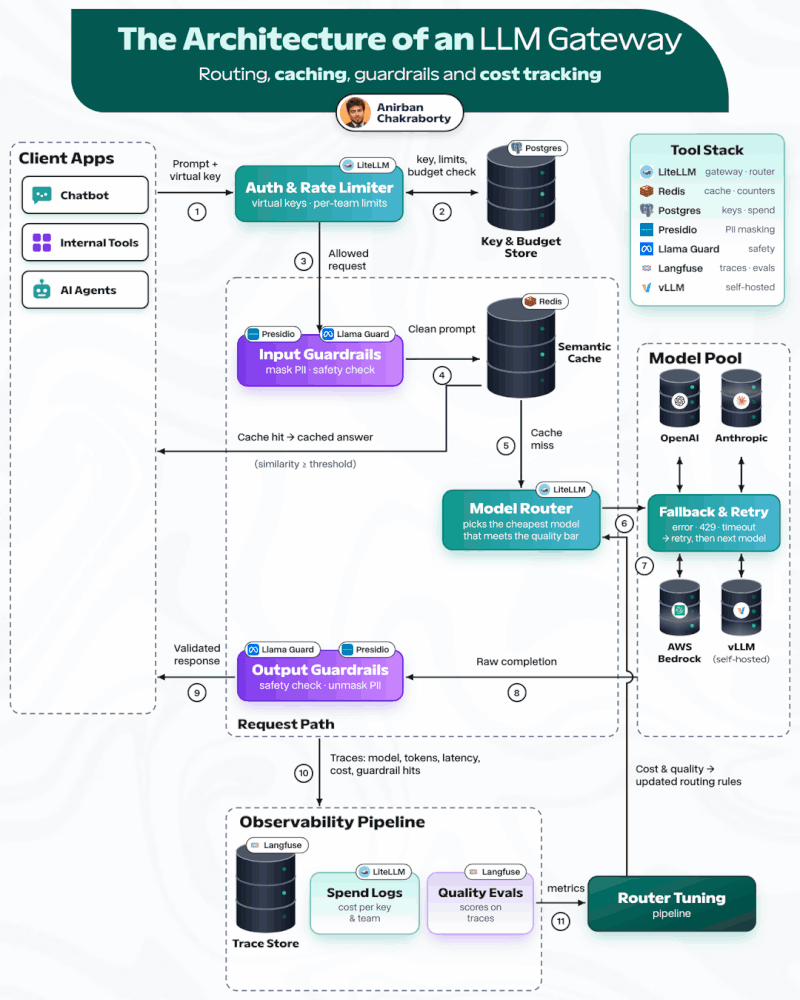 The Architecture of an LLM Gateway
Routing, caching, guardrails and cost tracking
Anirban
Chakraborty
Client Apps
Chatbot
Internal Tools
AI Agents
Prompt +
virtual key
1
LiteLLM
Auth & Rate Limiter
virtual keys · per-team limits
key, limits,
budget check
2
Postgres
Key & Budget
Store
Tool Stack
LiteLLM gateway · router
Redis cache · counters
Postgres keys · spend
Presidio PII masking
Llama Guard safety
Langfuse traces · evals
vLLM self-hosted
3
Allowed
request
Presidio
Llama Guard
Input Guardrails
mask PII · safety check
Clean prompt
4
Redis
Semantic
Cache
Cache hit → cached answer
(similarity ≥ threshold)
5
Cache
miss
LiteLLM
Model Router
picks the cheapest model
that meets the quality bar
6
Model Pool
OpenAI
Anthropic
Fallback & Retry
error · 429 · timeout
→ retry, then next model
7
AWS
Bedrock
vLLM
(self-hosted)
Validated
response
9
Llama Guard
Presidio
Output Guardrails
safety check · unmask PII
Raw completion
8
Request Path
10
Traces: model, tokens, latency,
cost, guardrail hits
Cost & quality →
updated routing rules
Observability Pipeline
Langfuse
Trace Store
LiteLLM
Spend Logs
cost per key
& team
Langfuse
Quality Evals
scores on
traces
metrics
11
Router Tuning
pipeline